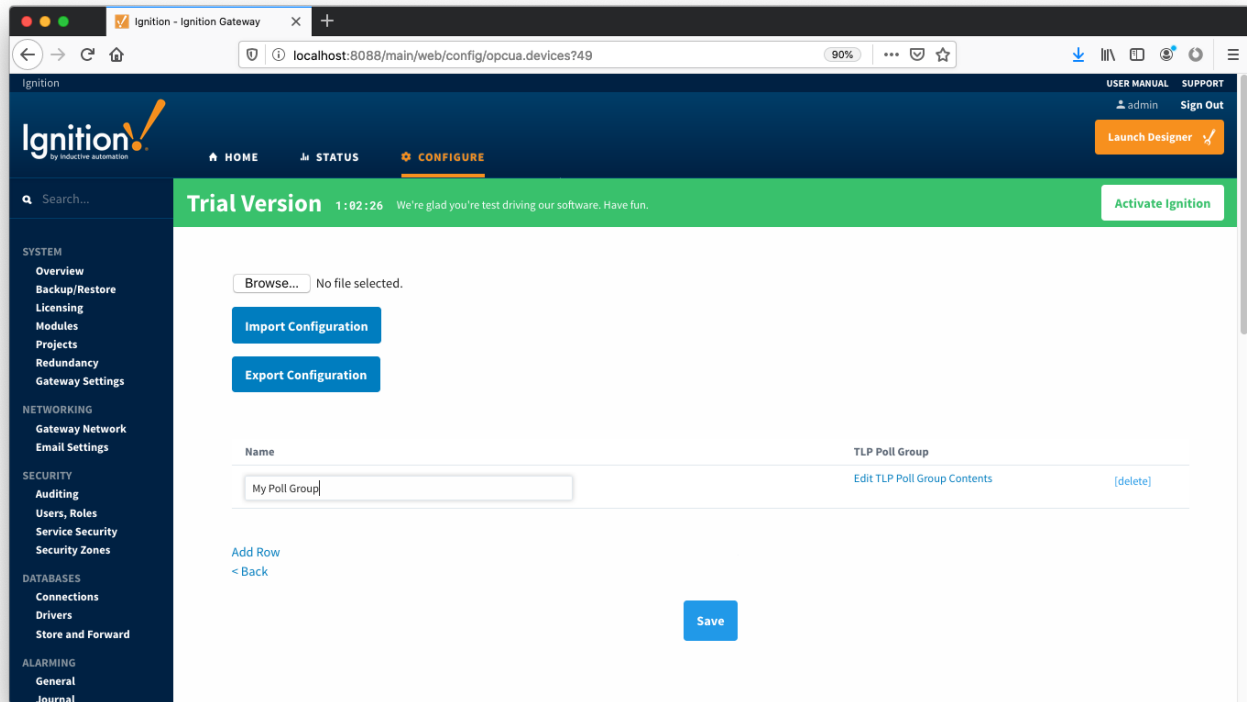 Ignition - Ignition Gateway
localhost:8088/main/web/config/opcua.devices?49
90%
Ignition
USER MANUAL SUPPORT
admin Sign Out
Ignition!
by inductive automation
Launch Designer
HOME STATUS CONFIGURE
Search...
Trial Version 1:02:26 We're glad you're test driving our software. Have fun.
Activate Ignition
SYSTEM
Overview
Backup/Restore
Licensing
Modules
Projects
Redundancy
Gateway Settings
NETWORKING
Gateway Network
Email Settings
SECURITY
Auditing
Users, Roles
Service Security
Security Zones
DATABASES
Connections
Drivers
Store and Forward
ALARMING
General
Journal
Browse... No file selected.
Import Configuration
Export Configuration
Name TLP Poll Group
My Poll Group Edit TLP Poll Group Contents [delete]
Add Row
< Back
Save